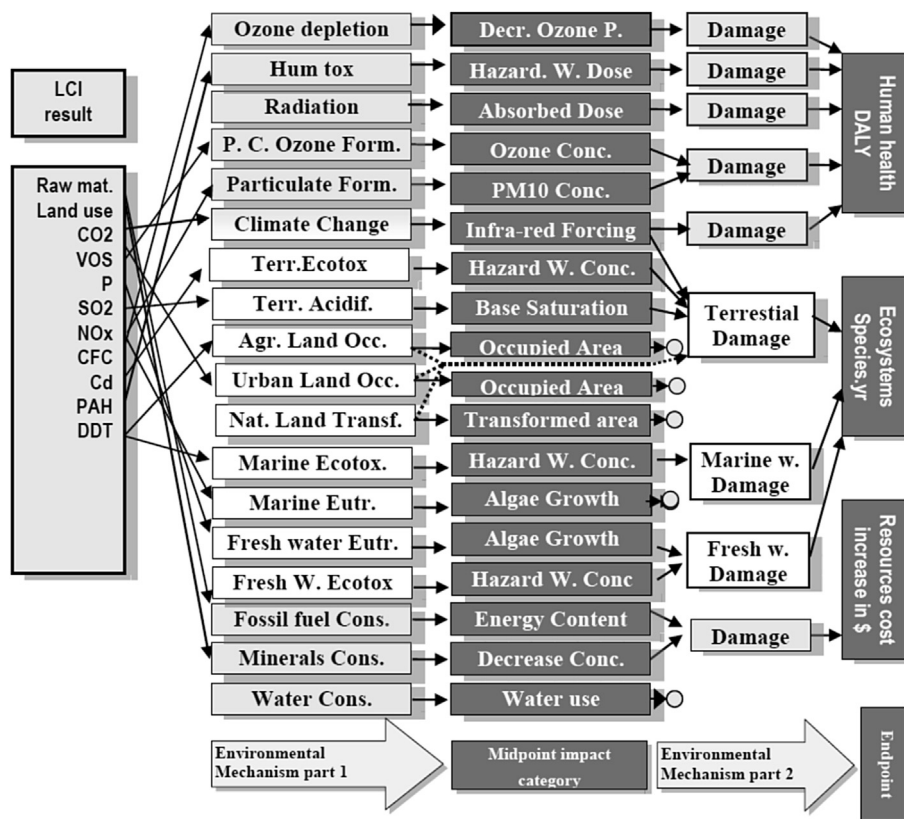 LCI
result
Raw mat.
Land use
CO2
VOS
P
SO2
NOx
CFC
Cd
PAH
DDT
Ozone depletion
Hum tox
Radiation
P. C. Ozone Form.
Particulate Form.
Climate Change
Terr.Ecotox
Terr. Acidif.
Agr. Land Occ.
Urban Land Occ.
Nat. Land Transf.
Marine Ecotox.
Marine Eutr.
Fresh water Eutr.
Fresh W. Ecotox
Fossil fuel Cons.
Minerals Cons.
Water Cons.
Decr. Ozone P.
Hazard. W. Dose
Absorbed Dose
Ozone Conc.
PM10 Conc.
Infra-red Forcing
Hazard W. Conc.
Base Saturation
Occupied Area
Occupied Area
Transformed area
Hazard W. Conc.
Algae Growth
Algae Growth
Hazard W. Conc
Energy Content
Decrease Conc.
Water use
Damage
Damage
Damage
Damage
Damage
Terrestial
Damage
Marine w.
Damage
Fresh w.
Damage
Damage
Human health
DALY
Ecosystems
Species.yr
Resources cost
increase in $
Environmental
Mechanism part 1
Midpoint impact
category
Environmental
Mechanism part 2
Endpoint